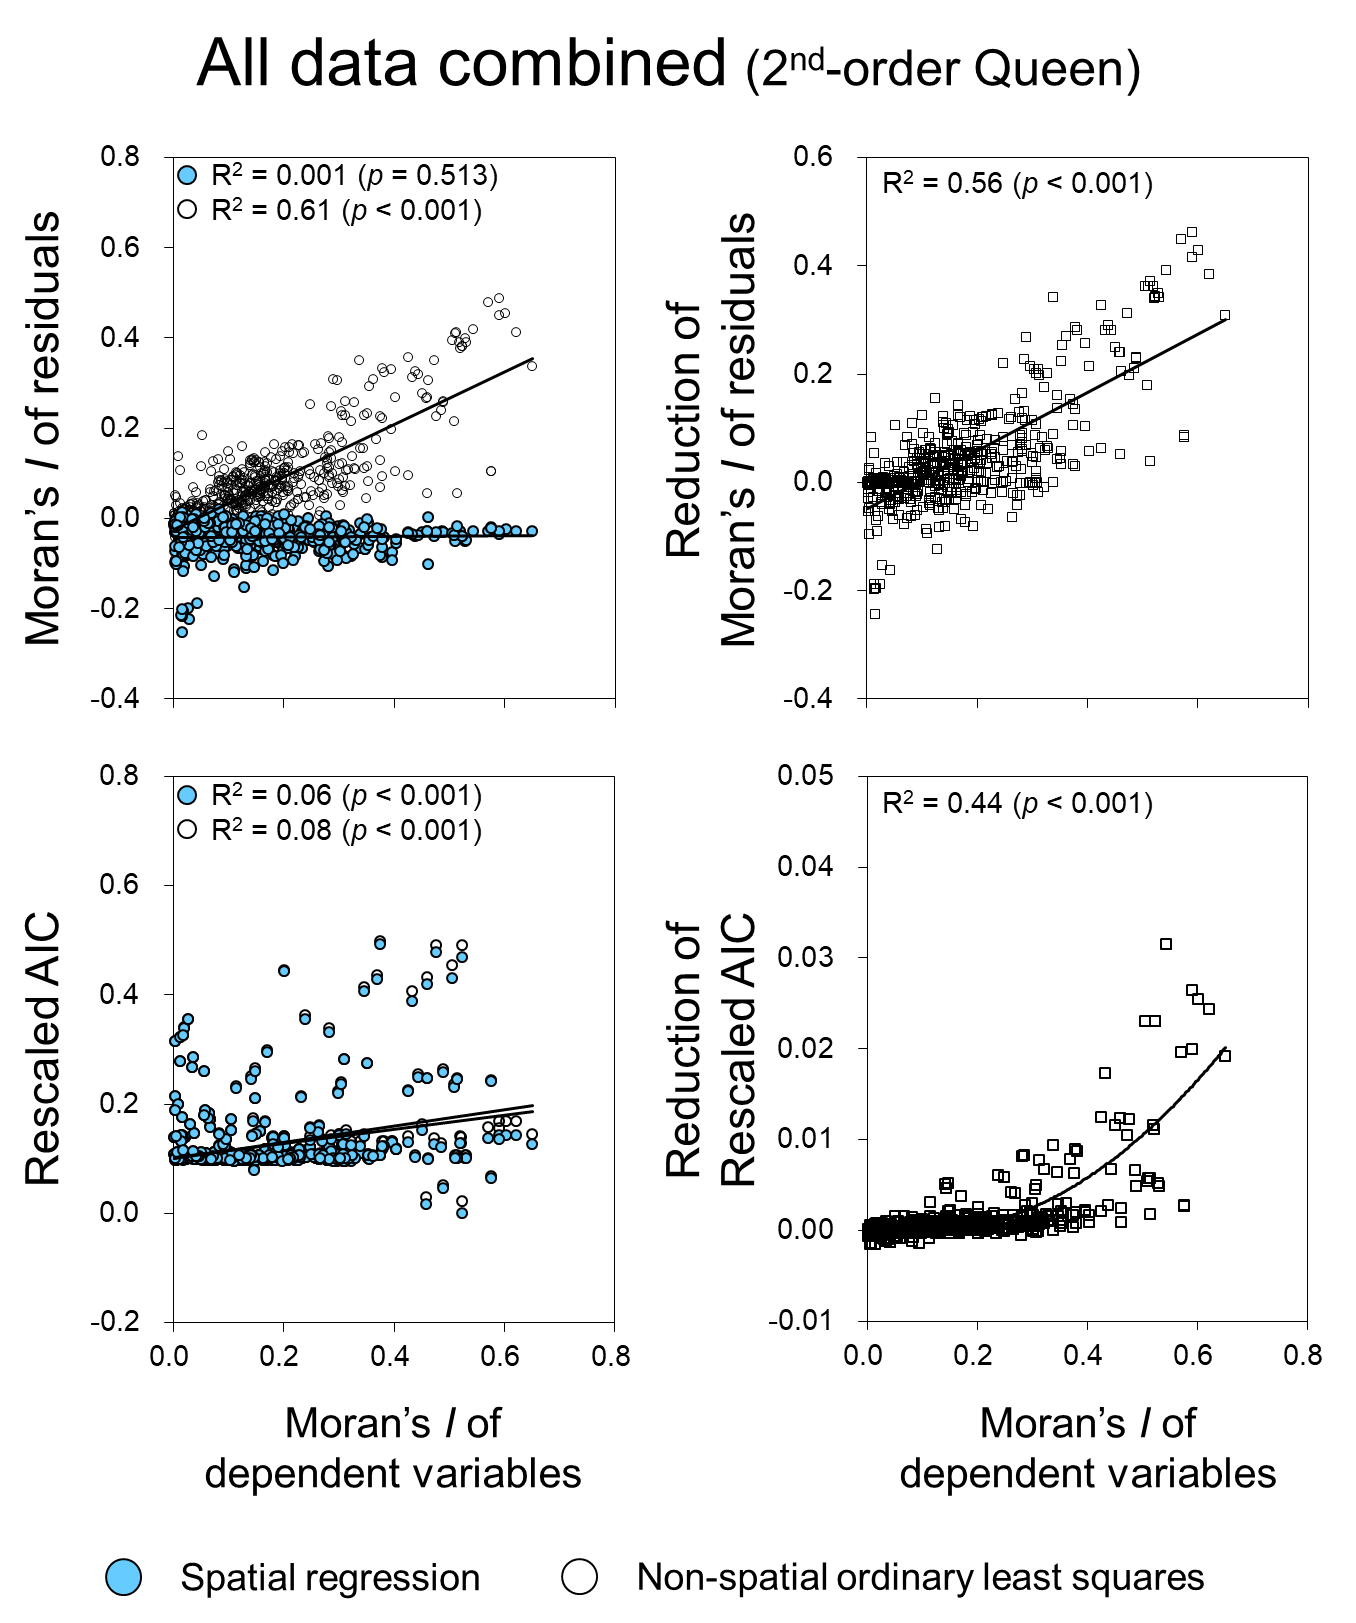 All data combined (2nd-order Queen)
Moran's I of residuals
0.8
0.6
0.4
0.2
0.0
-0.2
-0.4
R2 = 0.001 (p = 0.513)
R2 = 0.61 (p < 0.001)
Reduction of
Moran's I of residuals
0.6
0.4
0.2
0.0
-0.2
-0.4
R2 = 0.56 (p < 0.001)
Rescaled AIC
0.8
0.6
0.4
0.2
0.0
-0.2
R2 = 0.06 (p < 0.001)
R2 = 0.08 (p < 0.001)
0.0 0.2 0.4 0.6 0.8
Moran's I of
dependent variables
Reduction of
Rescaled AIC
0.05
0.04
0.03
0.02
0.01
0.00
-0.01
R2 = 0.44 (p < 0.001)
0.0 0.2 0.4 0.6 0.8
Moran's I of
dependent variables
Spatial regression
Non-spatial ordinary least squares